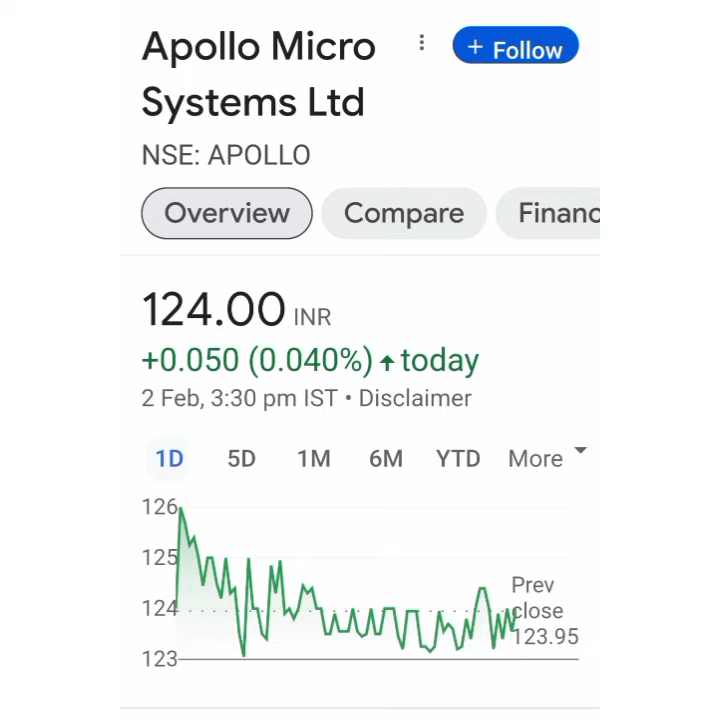 Apollo Micro
Systems Ltd
+ Follow
NSE: APOLLO
Overview
Compare
Financ
124.00 INR
+0.050 (0.040%) ↑ today
2 Feb, 3:30 pm IST • Disclaimer
1D 5D 1M 6M YTD More
126
125
124
123
Prev
close
123.95